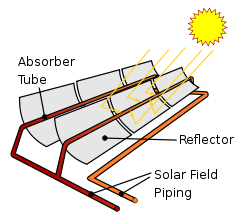 Absorber
Tube
Reflector
Solar Field
Piping